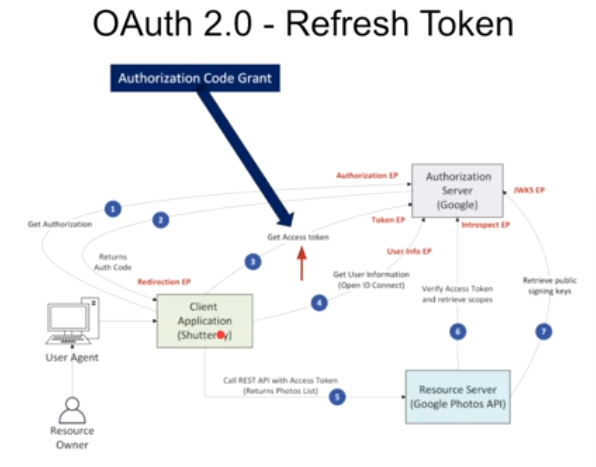 OAuth 2.0 - Refresh Token
Authorization Code Grant
Authorization EP
Authorization
Server
(Google)
JWKS EP
1
2
Get Authorization
Token EP
Introspect EP
Get Access token
Returns
Auth Code
3
User Info EP
Redirection EP
Get User Information
(Open ID Connect)
4
Verify Access Token
and retrieve scopes
Retrieve public
signing keys
Client
Application
(Shutterfly)
6
7
User Agent
Call REST API with Access Token
(Returns Photos List)
5
Resource Server
(Google Photos API)
Resource
Owner